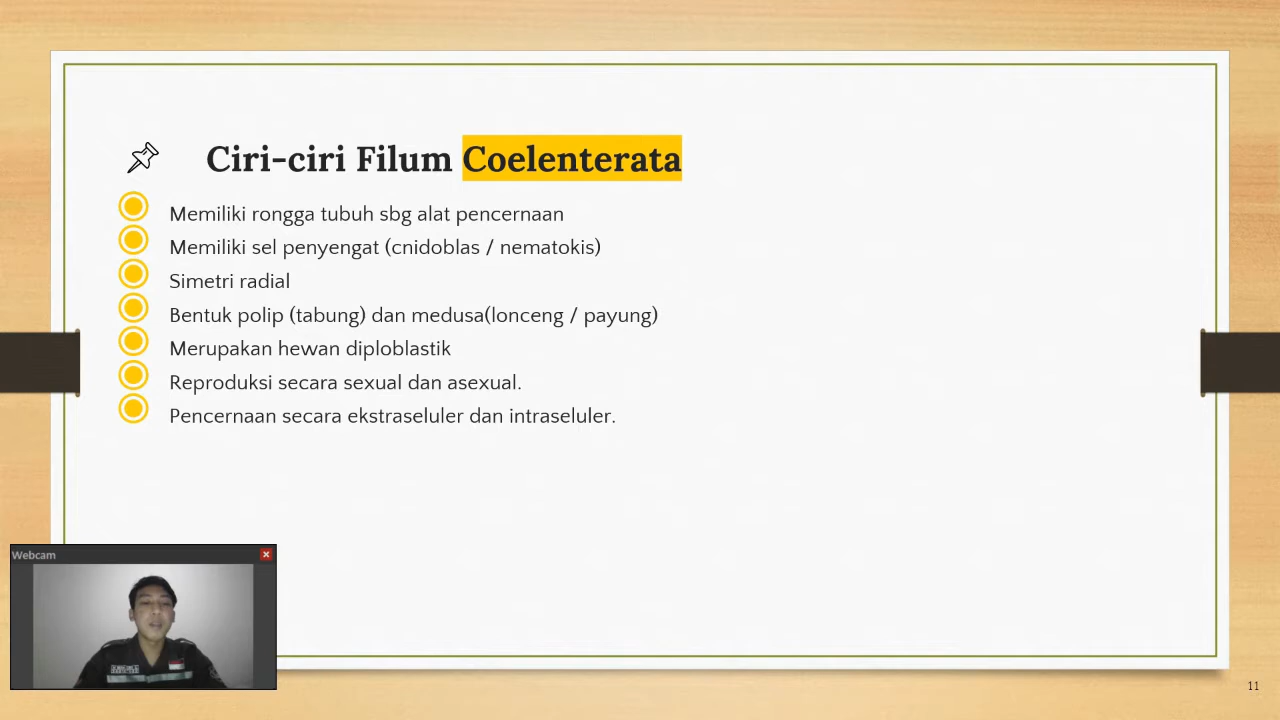 Ciri-ciri Filum Coelenterata
Memiliki rongga tubuh sbg alat pencernaan
Memiliki sel penyengat (cnidoblas / nematokis)
Simetri radial
Bentuk polip (tabung) dan medusa(lonceng / payung)
Merupakan hewan diploblastik
Reproduksi secara sexual dan asexual.
Pencernaan secara ekstraseluler dan intraseluler.
Webcam
11